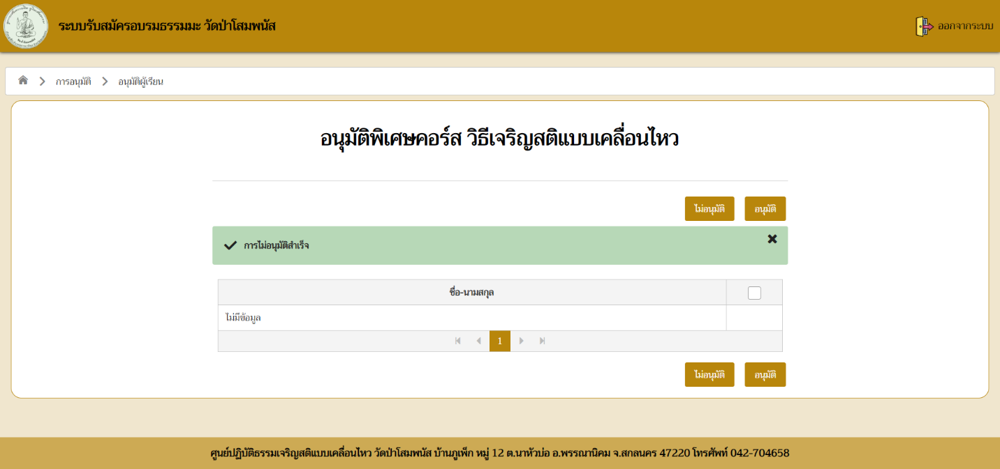 ระบบรับสมัครอบรมธรรมมะ วัดป่าโสมพนัส
ออกจากระบบ
การอนุมัติ
อนุมัติผู้เรียน
อนุมัติพิเศษคอร์ส วิธีเจริญสติแบบเคลื่อนไหว
ไม่อนุมัติ
อนุมัติ
การไม่อนุมัติสำเร็จ
ชื่อ-นามสกุล
ไม่มีข้อมูล
1
ไม่อนุมัติ
อนุมัติ
ศูนย์ปฏิบัติธรรมเจริญสติแบบเคลื่อนไหว วัดป่าโสมพนัส บ้านภูเพ็ก หมู่ 12 ต.นาหัวบ่อ อ.พรรณานิคม จ.สกลนคร 47220 โทรศัพท์ 042-704658